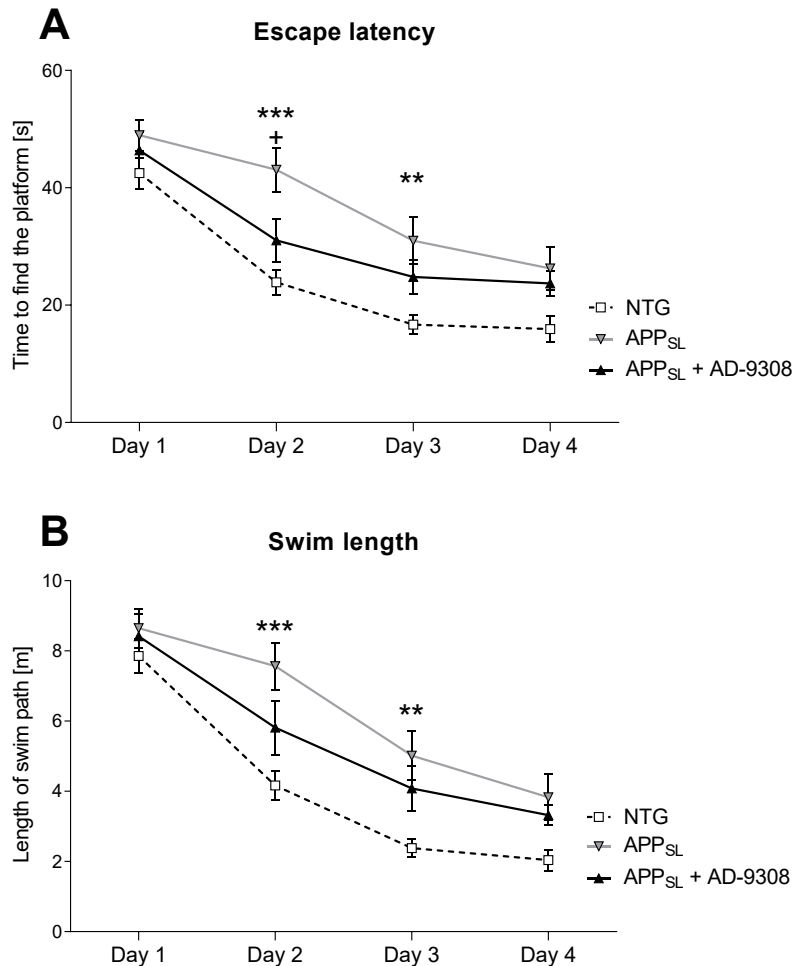 A
Escape latency
Time to find the platform [s]
60
40
20
0
***
+
**
Day 1 Day 2 Day 3 Day 4
NTG
APPSL
APPSL + AD-9308
B
Swim length
Length of swim path [m]
10
8
6
4
2
0
***
**
Day 1 Day 2 Day 3 Day 4
NTG
APPSL
APPSL + AD-9308